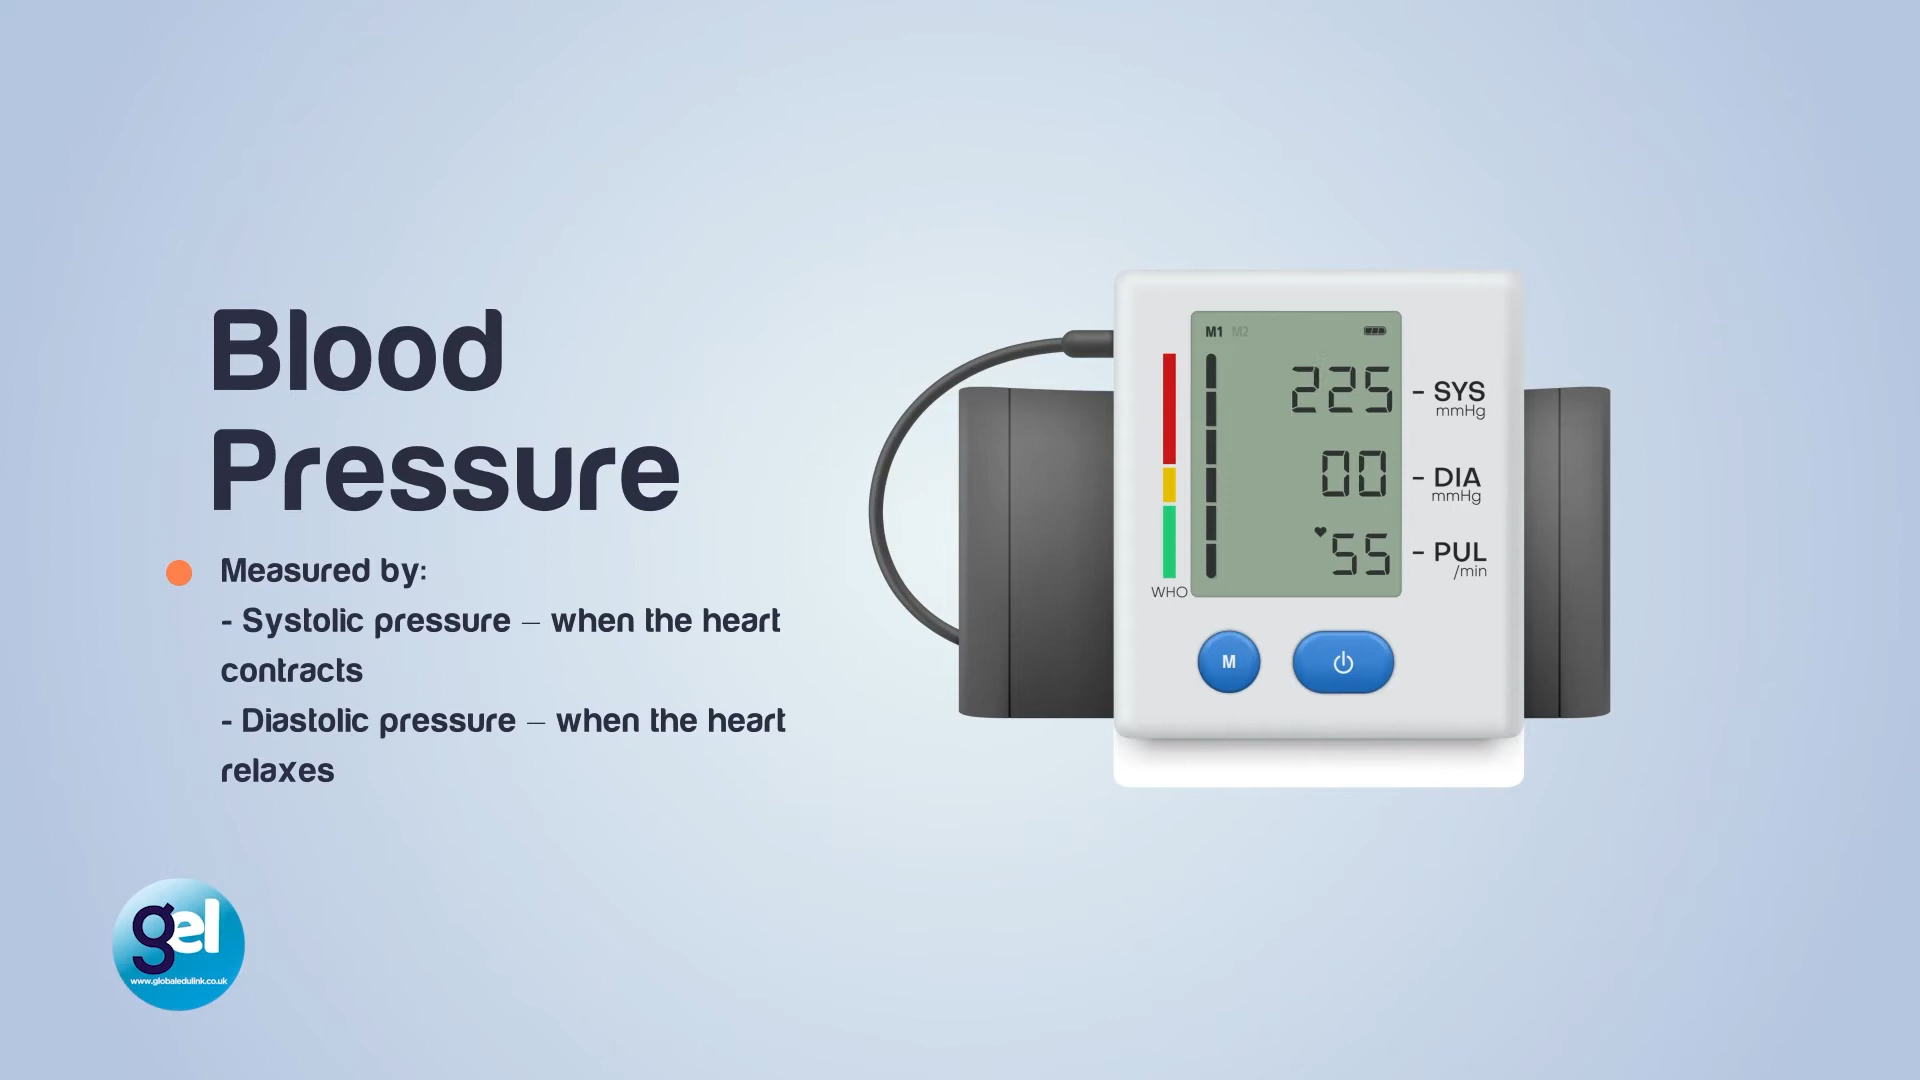 Blood
Pressure
Measured by:
- Systolic pressure – when the heart
contracts
- Diastolic pressure – when the heart
relaxes
M1 M2
225 - SYS
mmHg
00 - DIA
mmHg
55 - PUL
/min
WHO
M
gel
www.globaledulink.co.uk